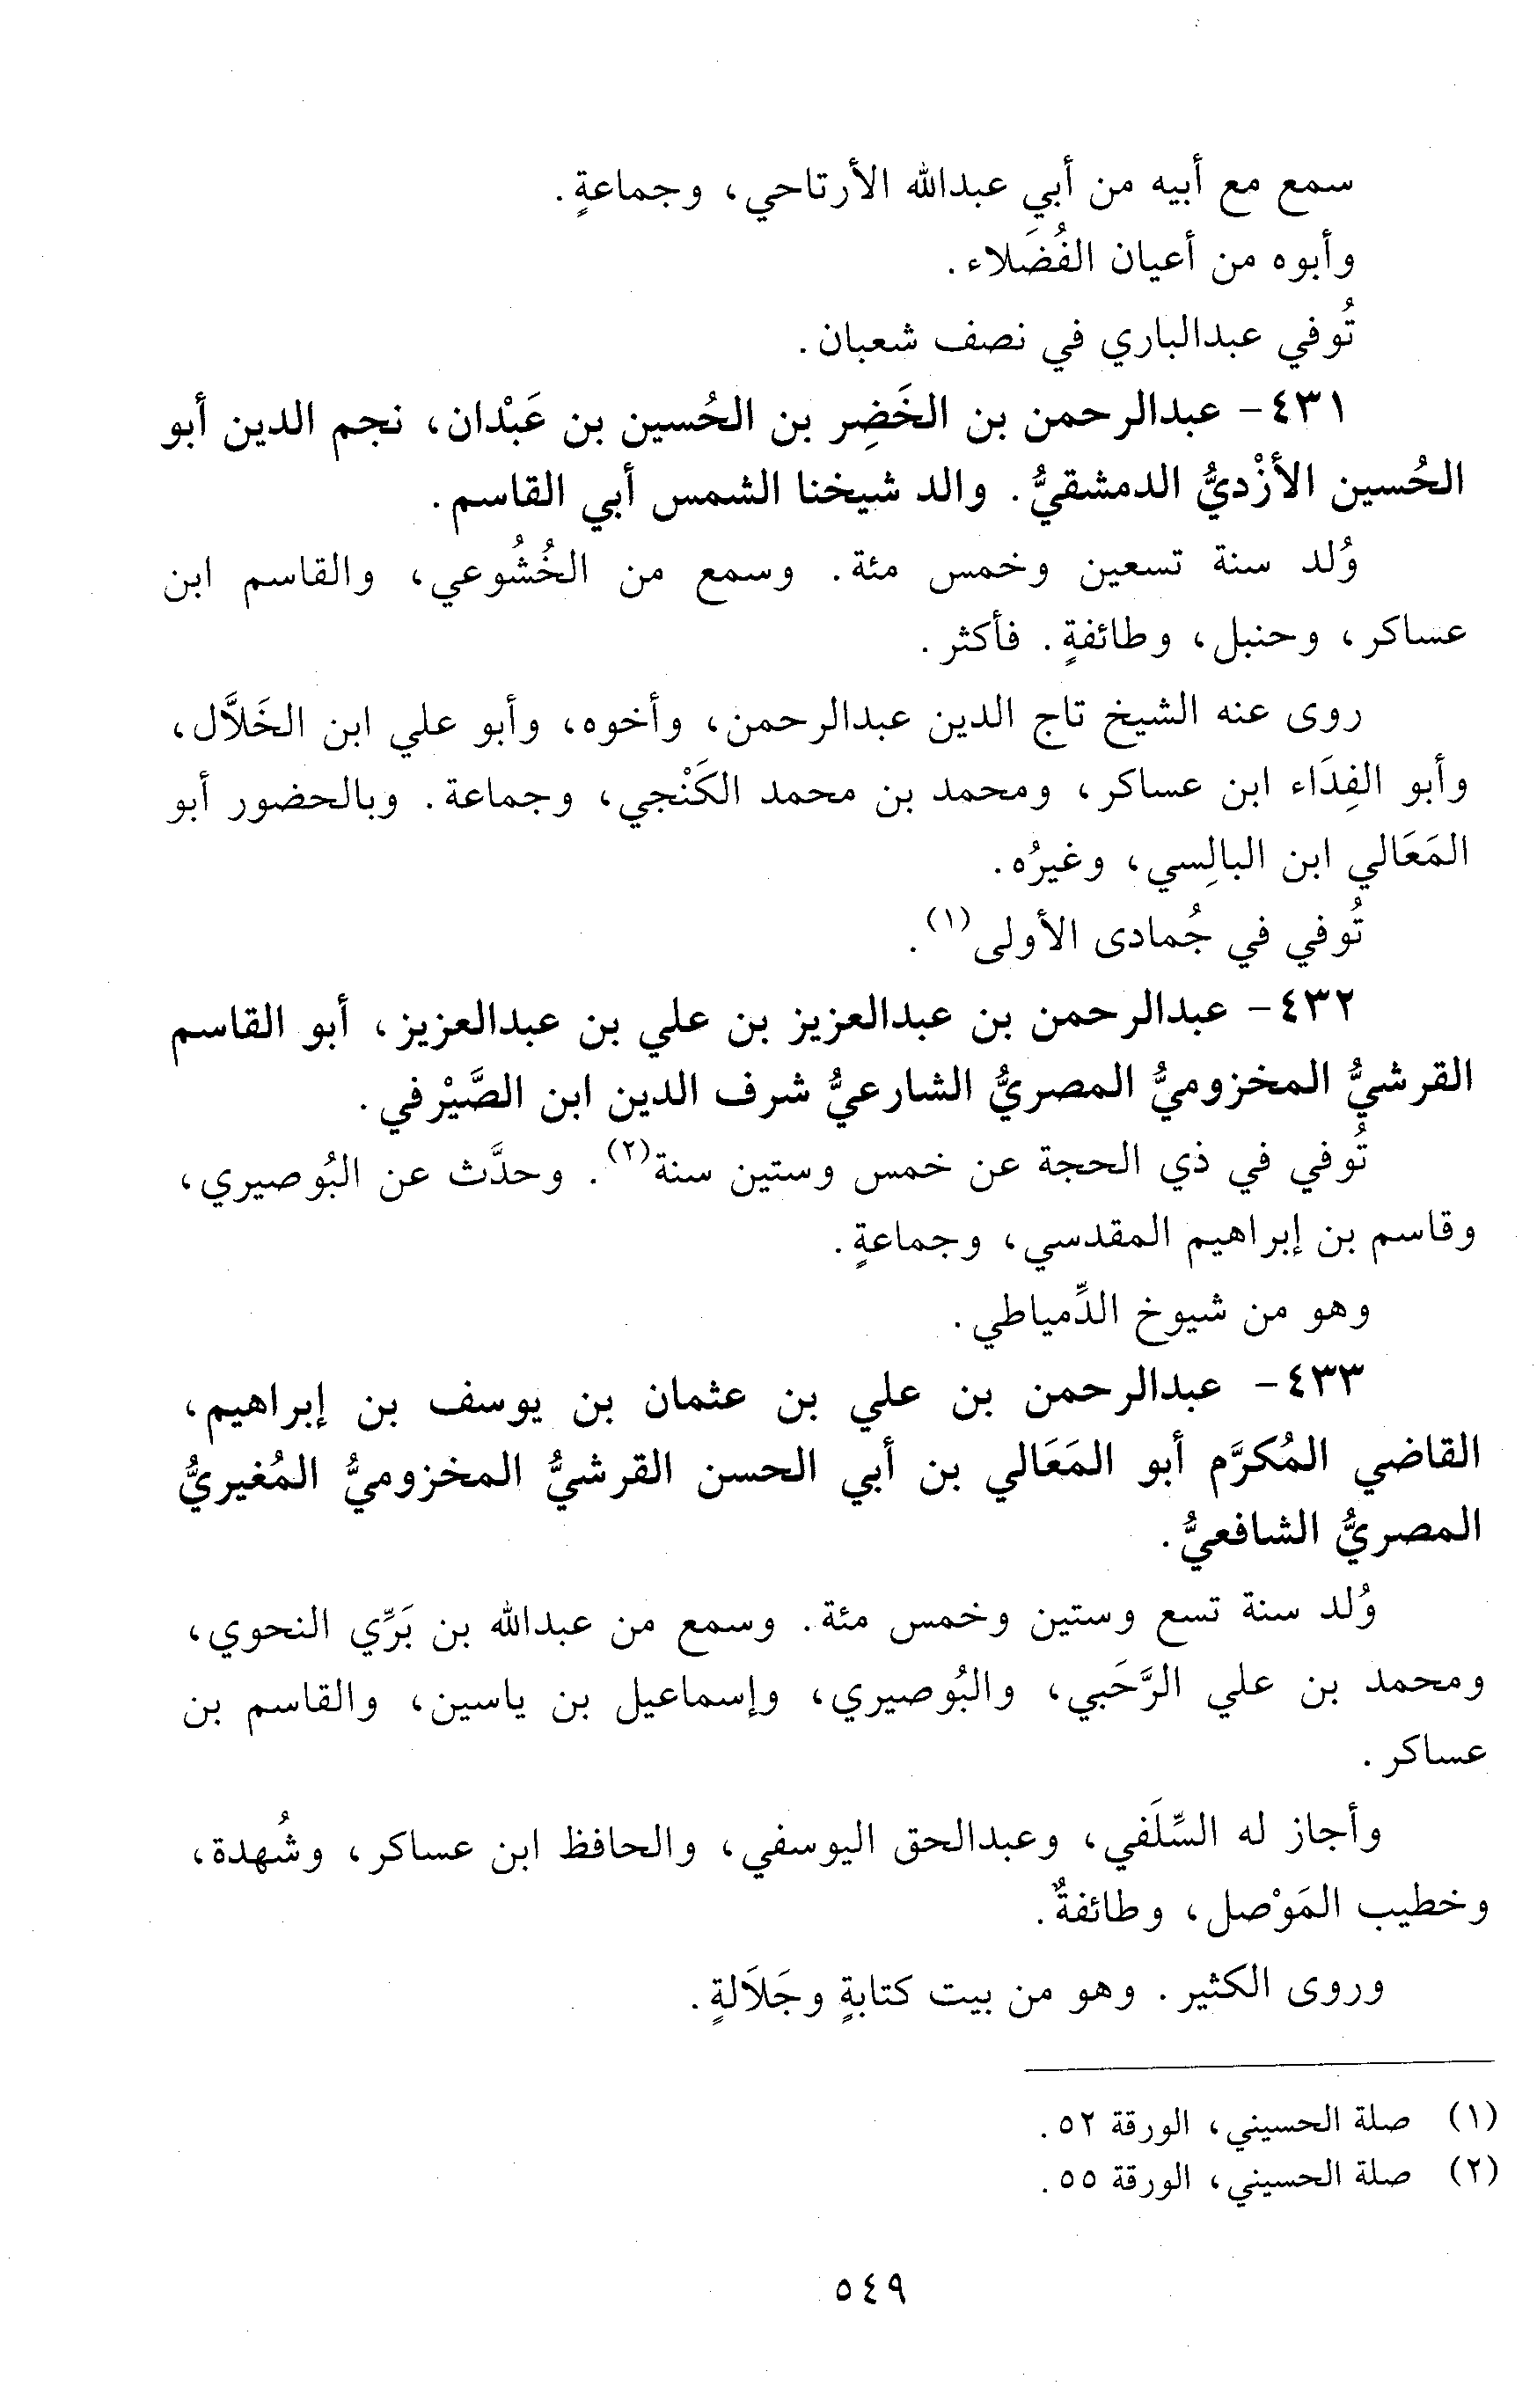 سمع مع أبيه من أبي عبدالله الأرتاحي، وجماعةٍ.
وأبوه من أعيان الفُضَلاء.
تُوفي عبدالباري في نصف شعبان.
٤٣١- عبدالرحمن بن الخَضِر بن الحُسين بن عَبْدان، نجم الدين أبو
الحُسين الأزْديُّ الدمشقيُّ. والد شيخنا الشمس أبي القاسم.
وُلد سنة تسعين وخمس مئة. وسمع من الخُشُوعي، والقاسم ابن
عساكر، وحنبل، وطائفةٍ. فأكثر.
روى عنه الشيخ تاج الدين عبدالرحمن، وأخوه، وأبو علي ابن الخَلاَّل،
وأبو الفِدَاء ابن عساكر، ومحمد بن محمد الكَنْجي، وجماعة. وبالحضور أبو
المَعَالي ابن البالِسي، وغيرُه.
تُوفي في جُمادى الأولى(١).
٤٣٢- عبدالرحمن بن عبدالعزيز بن علي بن عبدالعزيز، أبو القاسم
القرشيُّ المخزوميُّ المصريُّ الشارعيُّ شرف الدين ابن الصَّيْرفي.
تُوفي في ذي الحجة عن خمس وستين سنة(٢). وحدَّث عن البُوصيري،
وقاسم بن إبراهيم المقدسي، وجماعةٍ.
وهو من شيوخ الدِّمياطي.
٤٣٣- عبدالرحمن بن علي بن عثمان بن يوسف بن إبراهيم،
القاضي المُكرَّم أبو المَعَالي بن أبي الحسن القرشيُّ المخزوميُّ المُغيريُّ
المصريُّ الشافعيُّ.
وُلد سنة تسع وستين وخمس مئة. وسمع من عبدالله بن بَرِّي النحوي،
ومحمد بن علي الرَّحَبي، والبُوصيري، وإسماعيل بن ياسين، والقاسم بن
عساكر.
وأجاز له السِّلَفي، وعبدالحق اليوسفي، والحافظ ابن عساكر، وشُهدة،
وخطيب المَوْصل، وطائفةٌ.
وروى الكثير. وهو من بيت كتابةٍ وجَلاَلةٍ.
(١) صلة الحسيني، الورقة ٥٢.
(٢) صلة الحسيني، الورقة ٥٥.
٥٤٩